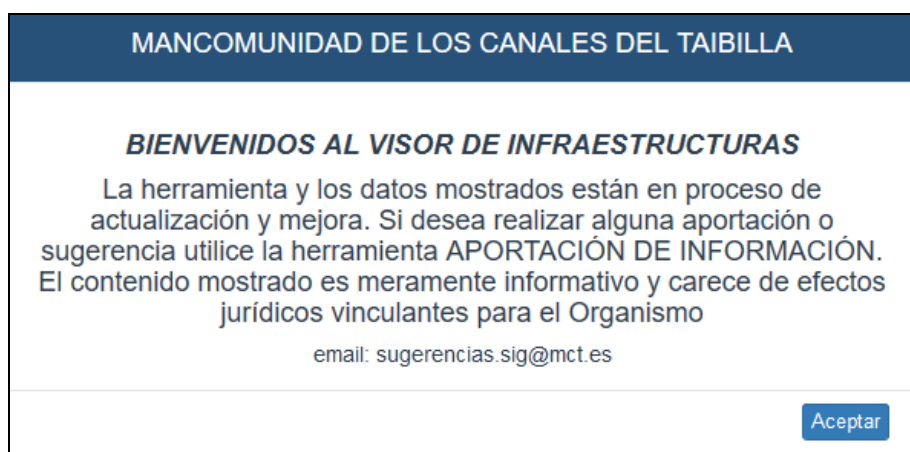 MANCOMUNIDAD DE LOS CANALES DEL TAIBILLA
BIENVENIDOS AL VISOR DE INFRAESTRUCTURAS
La herramienta y los datos mostrados están en proceso de
actualización y mejora. Si desea realizar alguna aportación o
sugerencia utilice la herramienta APORTACIÓN DE INFORMACIÓN.
El contenido mostrado es meramente informativo y carece de efectos
jurídicos vinculantes para el Organismo
email: sugerencias.sig@mct.es
Aceptar